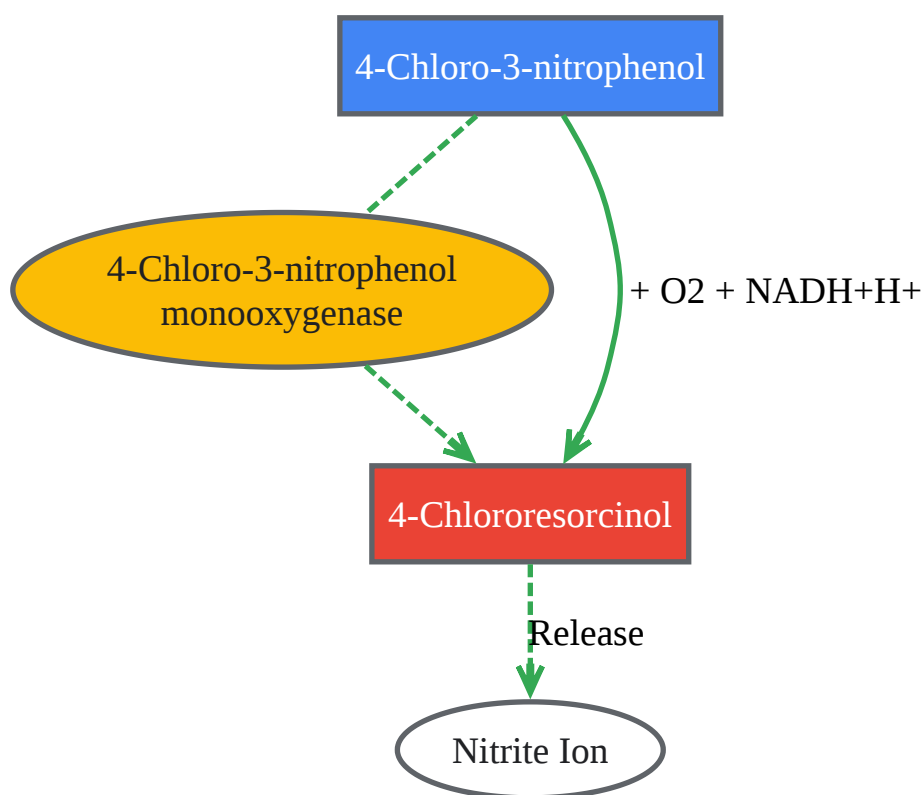 4-Chloro-3-nitrophenol
4-Chloro-3-nitrophenol
monooxygenase
+ O2 + NADH+H+
4-Chlororesorcinol
Release
Nitrite Ion